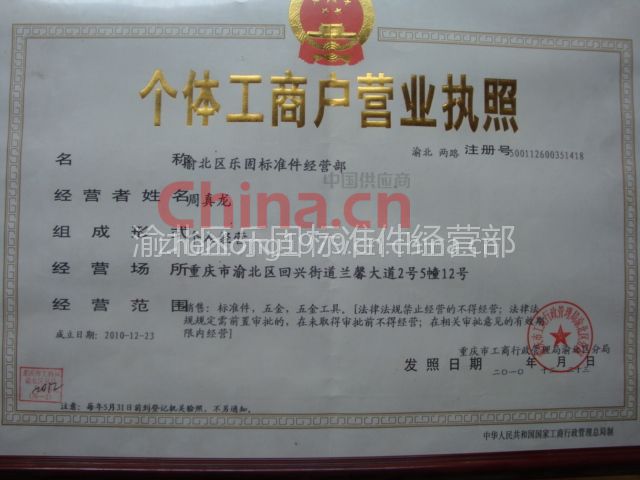 个体工商户营业执照
渝北 两路 注册号500112600351418
名 称 渝北区乐固标准件经营部
中国供应商
China.cn
经营者姓名 周真龙
组成形式
渝北区乐固标准件经营部
经营场所 重庆市渝北区回兴街道兰馨大道2号5幢12号
经营范围 [销售:标准件,五金,五金工具。[法律法规禁止经营的不得经营;法律法
规规定需前置审批的,在未取得审批前不得经营;在相关审批意见的有效期
限内经营]
成立日期:2010-12-23
重庆市工商行政管理局渝北区分局
发照日期 年 月 日
注意:每年5月31日前到登记机关验照,不另通知。
中华人民共和国国家工商行政管理总局制